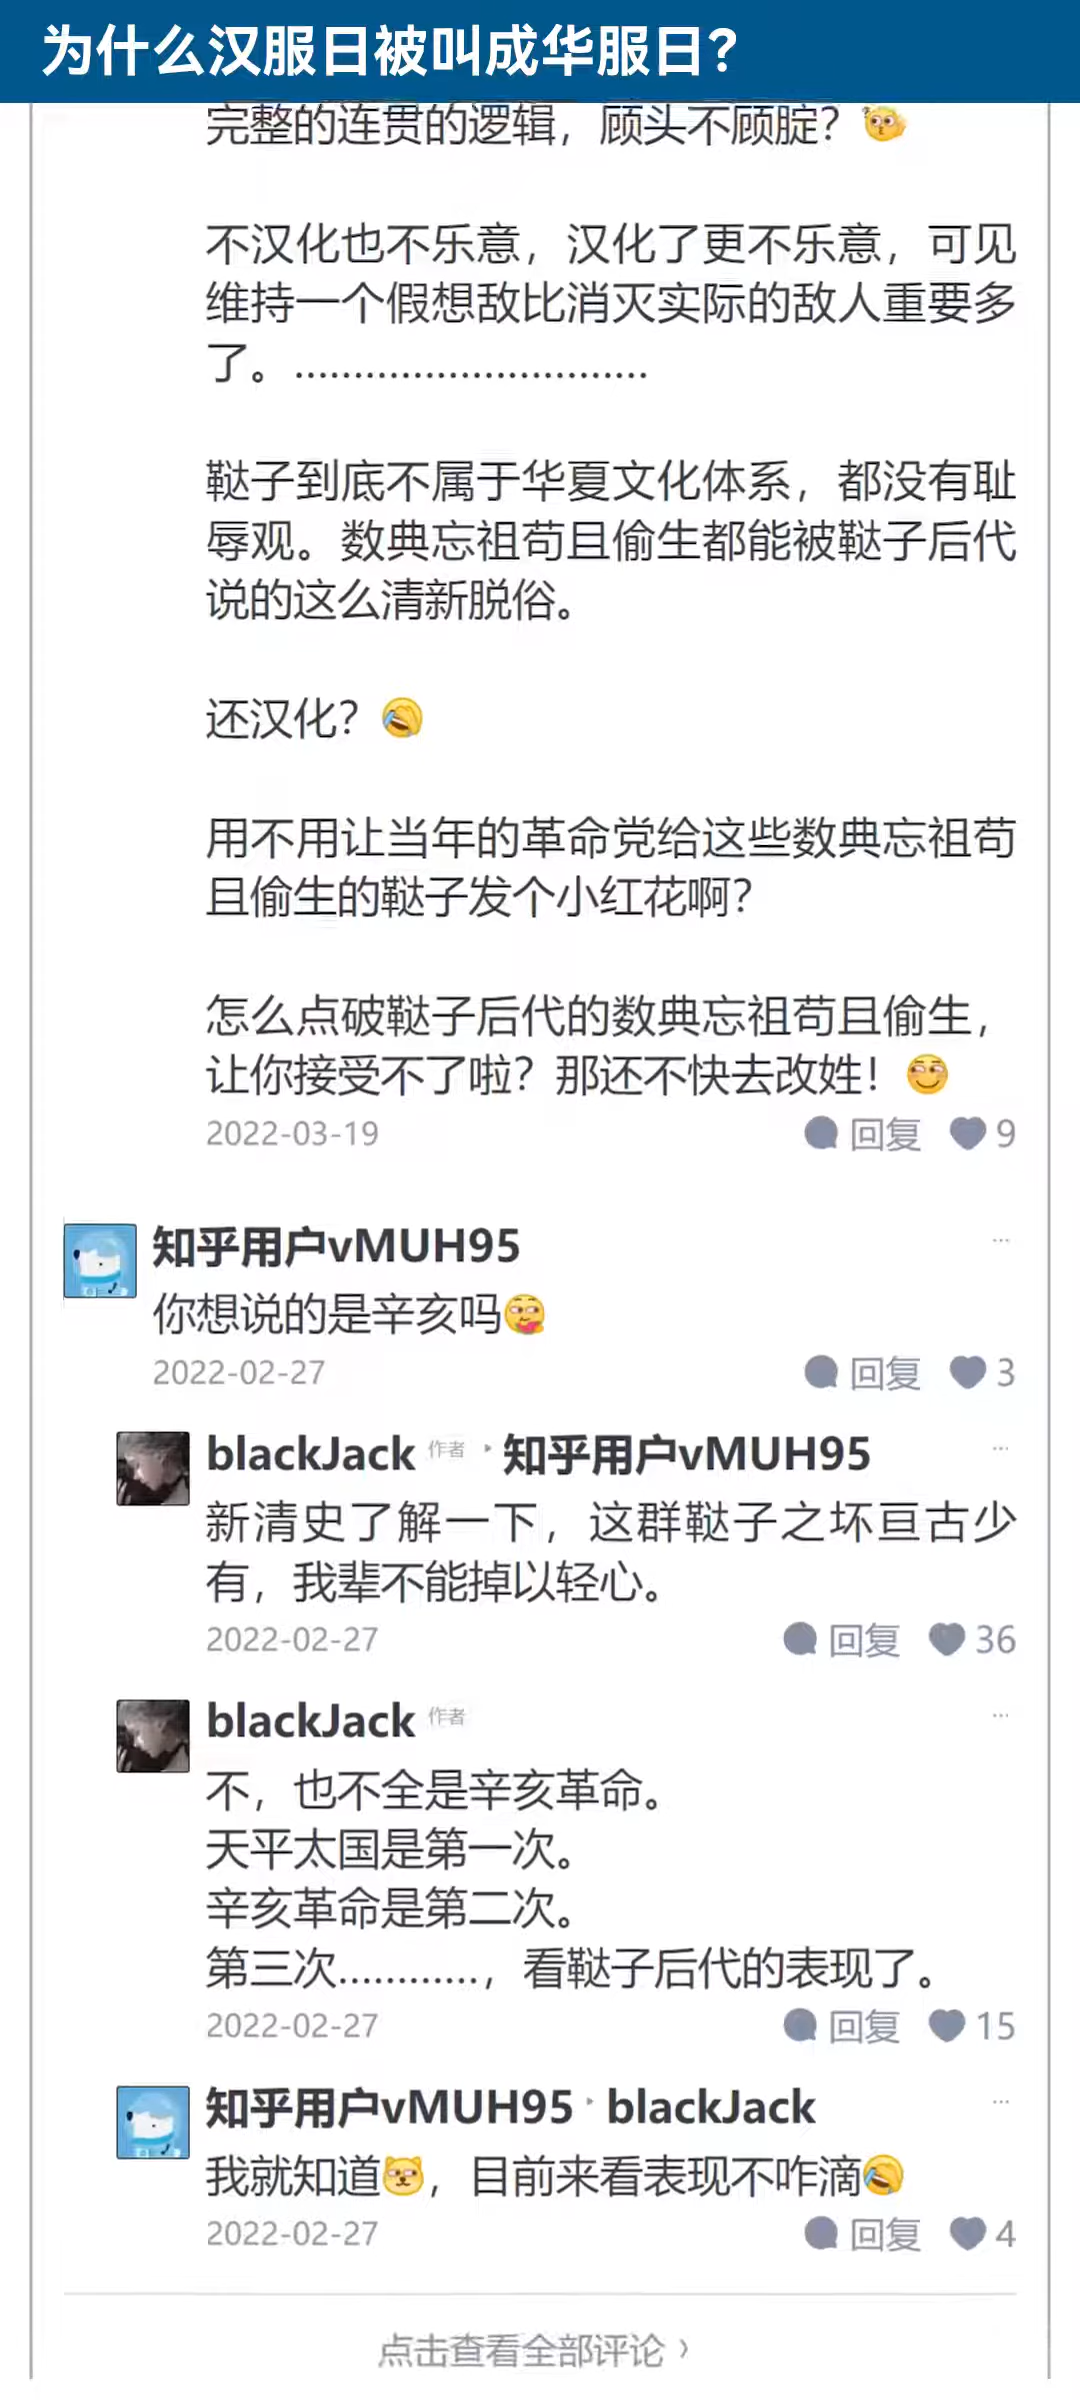 为什么汉服日被叫成华服日？
完整的连贯的逻辑，顾头不顾腚？
不汉化也不乐意，汉化了更不乐意，可见
维持一个假想敌比消灭实际的敌人重要多
了。..............................
鞑子到底不属于华夏文化体系，都没有耻
辱观。数典忘祖苟且偷生都能被鞑子后代
说的这么清新脱俗。
还汉化？
用不用让当年的革命党给这些数典忘祖苟
且偷生的鞑子发个小红花啊？
怎么点破鞑子后代的数典忘祖苟且偷生，
让你接受不了啦？那还不快去改姓！
2022-03-19 回复 9
知乎用户vMUH95 ...
你想说的是辛亥吗
2022-02-27 回复 3
blackJack 作者 ‣ 知乎用户vMUH95 ...
新清史了解一下，这群鞑子之坏亘古少
有，我辈不能掉以轻心。
2022-02-27 回复 36
blackJack 作者 ...
不，也不全是辛亥革命。
天平太国是第一次。
辛亥革命是第二次。
第三次............，看鞑子后代的表现了。
2022-02-27 回复 15
知乎用户vMUH95 ‣ blackJack ...
我就知道，目前来看表现不咋滴
2022-02-27 回复 4
点击查看全部评论 ›